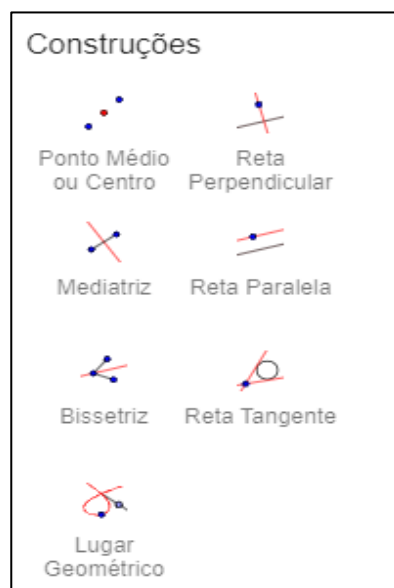 Construções
Ponto Médio
ou Centro
Reta
Perpendicular
Mediatriz
Reta Paralela
Bissetriz
Reta Tangente
Lugar
Geométrico